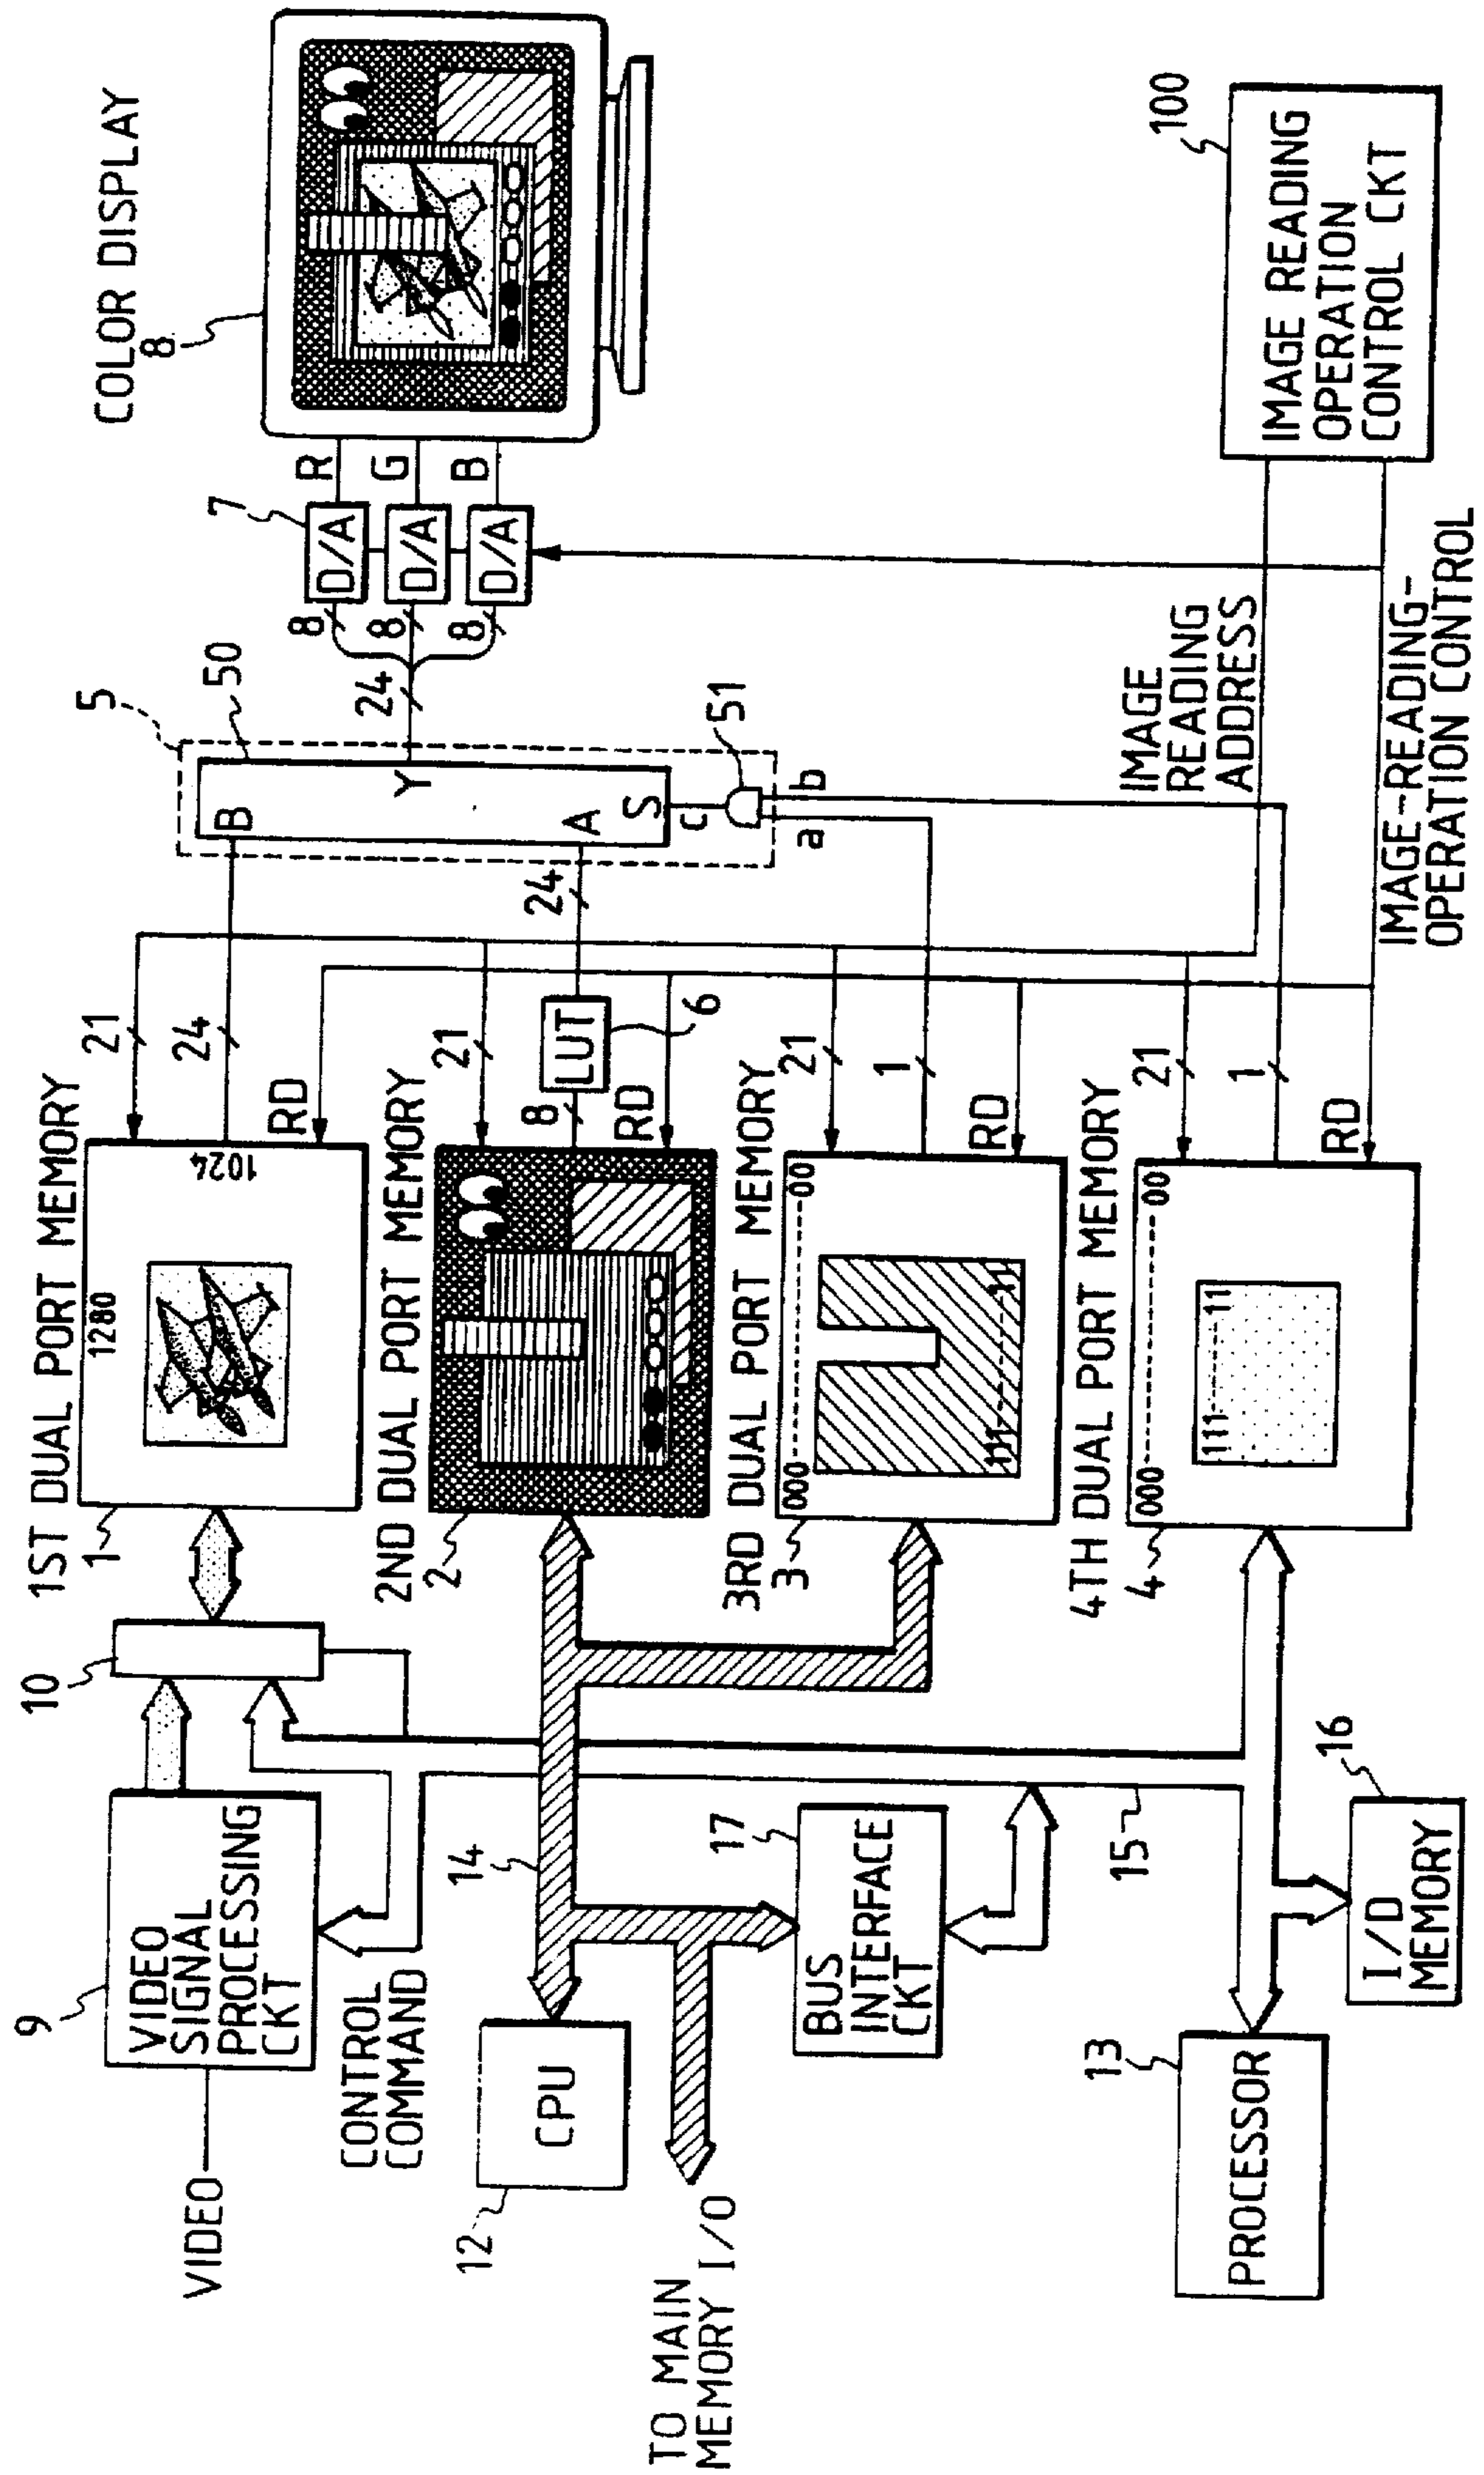 VIDEO
9
VIDEO
SIGNAL
PROCESSING
CKT
CONTROL
COMMAND
10
1ST DUAL PORT MEMORY
1
1280
1024
21
24
RD
12
CPU
14
TO MAIN
MEMORY I/O
17
BUS
INTERFACE
CKT
2ND DUAL PORT MEMORY
2
21
8
LUT
6
RD
24
3RD DUAL PORT MEMORY
3
000-----00
111-----11
21
1
RD
4TH DUAL PORT MEMORY
4
000-----00
111-----11
21
1
RD
13
PROCESSOR
15
16
I/D
MEMORY
5
50
B
Y
A
S
c
51
a
b
24
8
8
8
7
D/A
D/A
D/A
R
G
B
COLOR DISPLAY
8
IMAGE
READING
ADDRESS
IMAGE-READING-
OPERATION CONTROL
100
IMAGE READING
OPERATION
CONTROL CKT